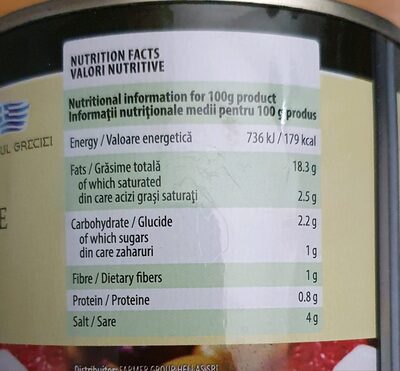 NUTRITION FACTS
VALORI NUTRITIVE
Nutritional information for 100g product
Informații nutriționale medii pentru 100 g produs
Energy / Valoare energetică 736 kJ / 179 kcal
Fats / Grăsime totală 18.3 g
of which saturated
din care acizi grași saturați 2.5 g
Carbohydrate / Glucide 2.2 g
of which sugars
din care zaharuri 1 g
Fibre / Dietary fibers 1 g
Protein / Proteine 0.8 g
Salt / Sare 4 g
UL GRECIEI
E
Distribuitor: FARMER GROUP HELLAS SRL